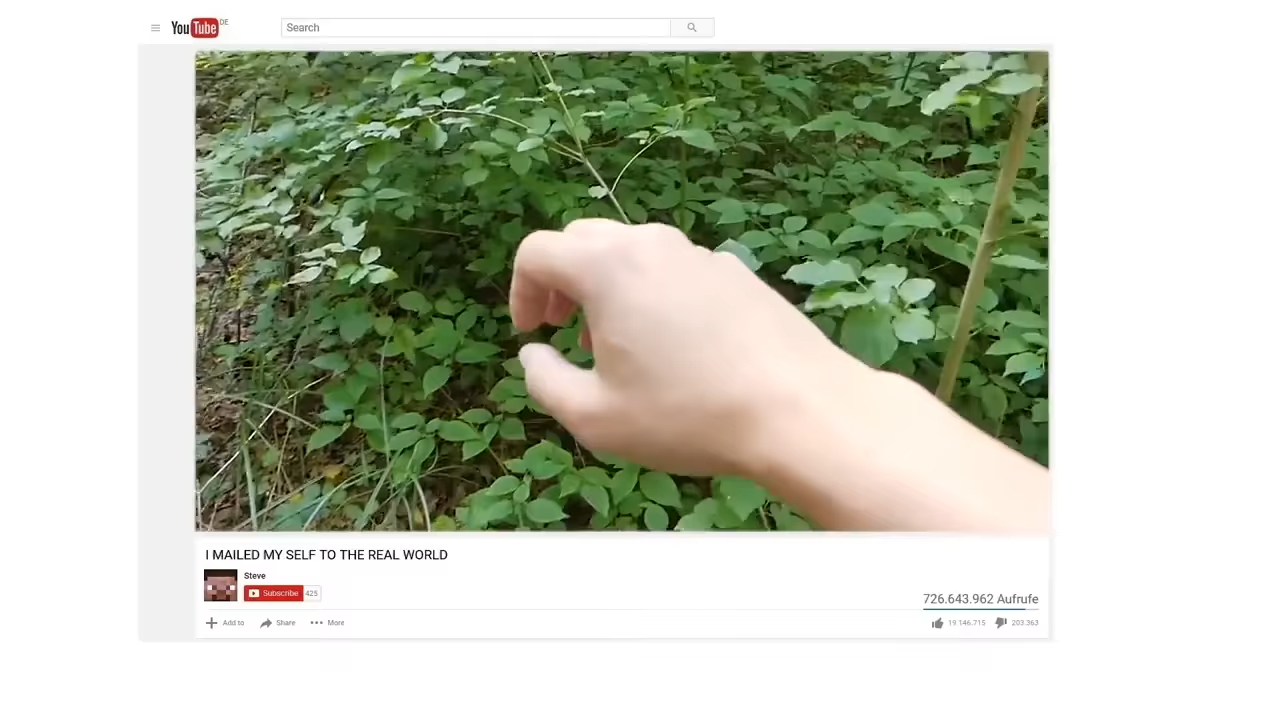 YouTube DE
Search
I MAILED MY SELF TO THE REAL WORLD
Steve
Subscribe 425
726.643.962 Aufrufe
Add to Share More
19 146.715 203.363